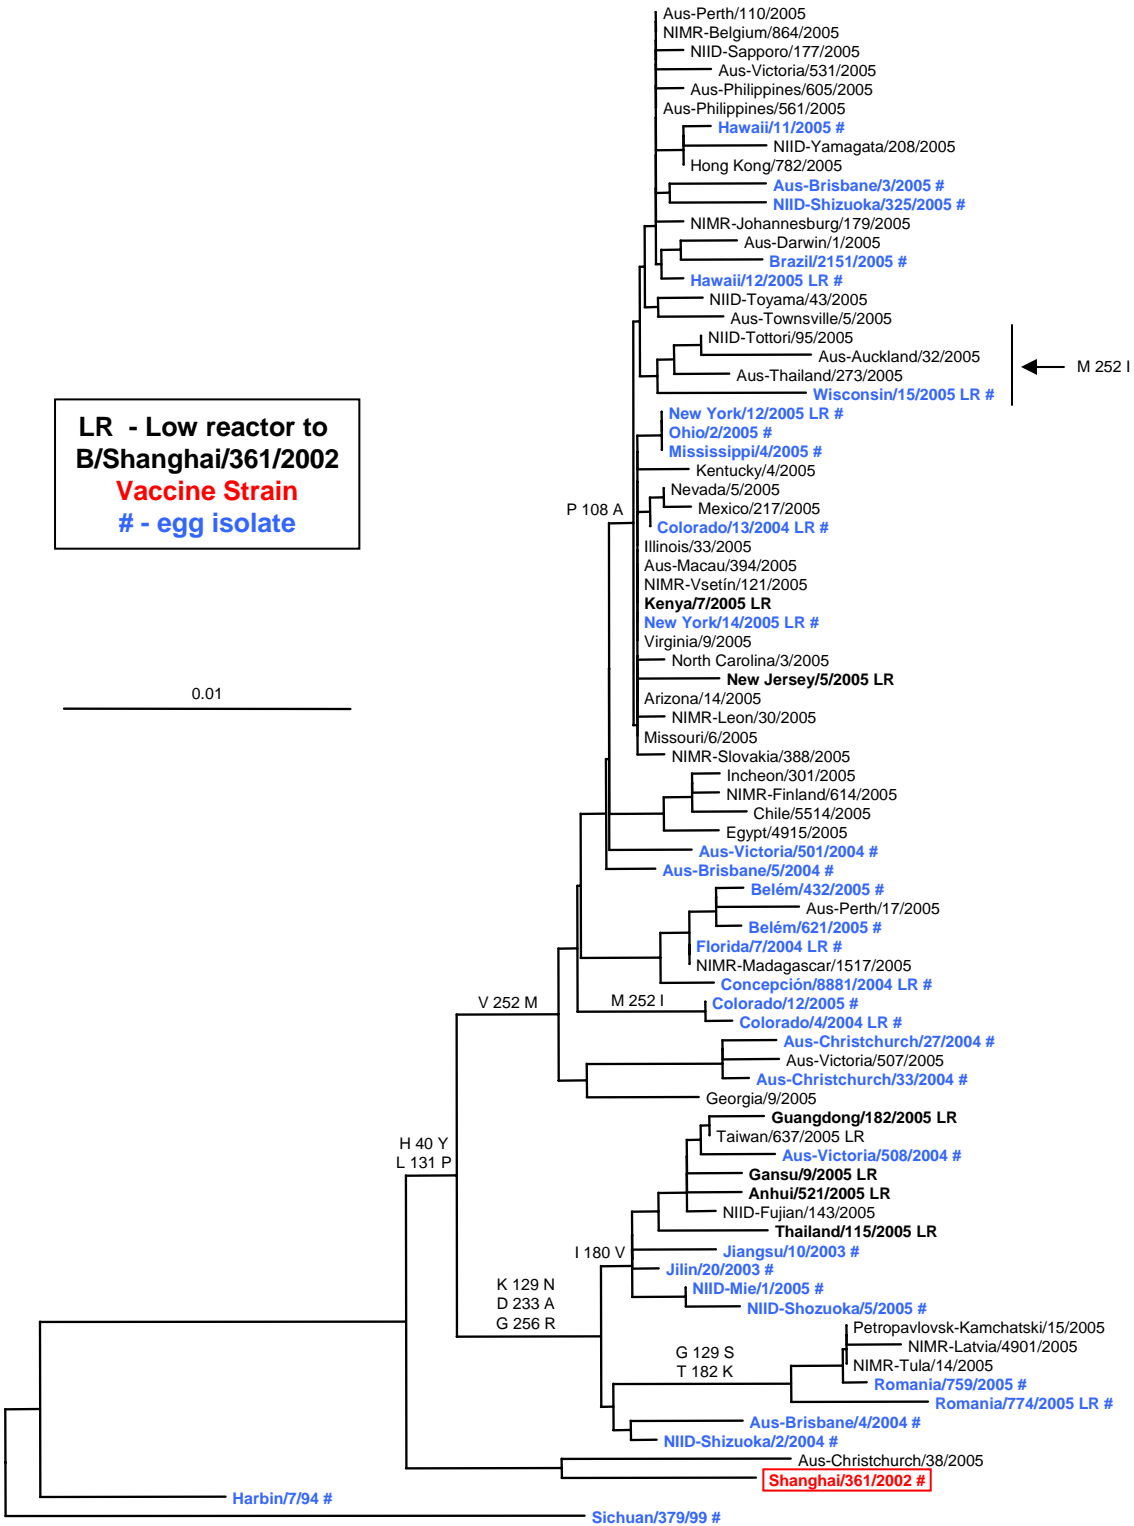 Aus-Perth/110/2005
NIMR-Belgium/864/2005
NIID-Sapporo/177/2005
Aus-Victoria/531/2005
Aus-Philippines/605/2005
Aus-Philippines/561/2005
Hawaii/11/2005 #
NIID-Yamagata/208/2005
Hong Kong/782/2005
Aus-Brisbane/3/2005 #
NIID-Shizuoka/325/2005 #
NIMR-Johannesburg/179/2005
Aus-Darwin/1/2005
Brazil/2151/2005 #
Hawaii/12/2005 LR #
NIID-Toyama/43/2005
Aus-Townsville/5/2005
NIID-Tottori/95/2005
Aus-Auckland/32/2005
M 252 I
Aus-Thailand/273/2005
Wisconsin/15/2005 LR #
LR - Low reactor to
B/Shanghai/361/2002
Vaccine Strain
# - egg isolate
New York/12/2005 LR #
Ohio/2/2005 #
Mississippi/4/2005 #
Kentucky/4/2005
Nevada/5/2005
P 108 A
Mexico/217/2005
Colorado/13/2004 LR #
Illinois/33/2005
Aus-Macau/394/2005
NIMR-Vsetín/121/2005
Kenya/7/2005 LR
New York/14/2005 LR #
Virginia/9/2005
North Carolina/3/2005
New Jersey/5/2005 LR
0.01
Arizona/14/2005
NIMR-Leon/30/2005
Missouri/6/2005
NIMR-Slovakia/388/2005
Incheon/301/2005
NIMR-Finland/614/2005
Chile/5514/2005
Egypt/4915/2005
Aus-Victoria/501/2004 #
Aus-Brisbane/5/2004 #
Belém/432/2005 #
Aus-Perth/17/2005
Belém/621/2005 #
Florida/7/2004 LR #
NIMR-Madagascar/1517/2005
Concepción/8881/2004 LR #
V 252 M
M 252 I
Colorado/12/2005 #
Colorado/4/2004 LR #
Aus-Christchurch/27/2004 #
Aus-Victoria/507/2005
Aus-Christchurch/33/2004 #
Georgia/9/2005
Guangdong/182/2005 LR
Taiwan/637/2005 LR
H 40 Y
L 131 P
Aus-Victoria/508/2004 #
Gansu/9/2005 LR
Anhui/521/2005 LR
NIID-Fujian/143/2005
Thailand/115/2005 LR
I 180 V
Jiangsu/10/2003 #
Jilin/20/2003 #
K 129 N
D 233 A
G 256 R
NIID-Mie/1/2005 #
NIID-Shozuoka/5/2005 #
Petropavlovsk-Kamchatski/15/2005
NIMR-Latvia/4901/2005
G 129 S
T 182 K
NIMR-Tula/14/2005
Romania/759/2005 #
Romania/774/2005 LR #
Aus-Brisbane/4/2004 #
NIID-Shizuoka/2/2004 #
Aus-Christchurch/38/2005
Shanghai/361/2002 #
Harbin/7/94 #
Sichuan/379/99 #